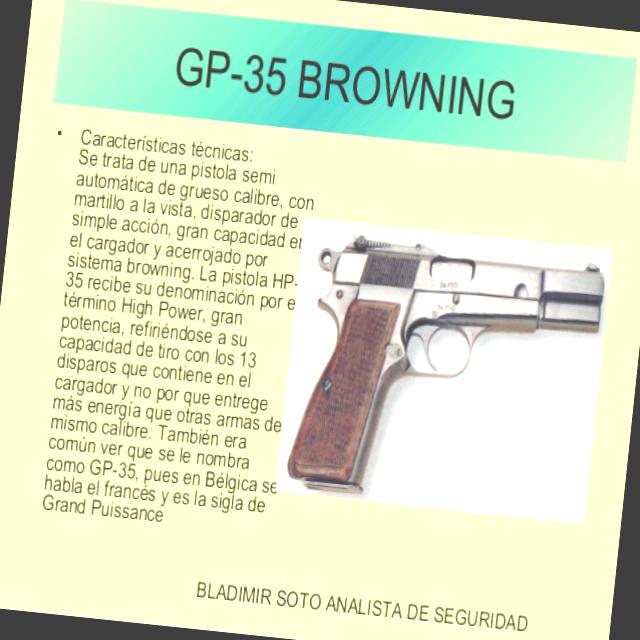 GP-35 BROWNING
• Características técnicas:
Se trata de una pistola semi
automática de grueso calibre, con
martillo a la vista, disparador de
simple acción, gran capacidad en
el cargador y acerrojado por
sistema browning. La pistola HP-
35 recibe su denominación por e
término High Power, gran
potencia, refiriéndose a su
capacidad de tiro con los 13
disparos que contiene en el
cargador y no por que entrege
más energía que otras armas de
mismo calibre. También era
común ver que se le nombra
como GP-35, pues en Bélgica se
habla el francés y es la sigla de
Grand Puissance
BLADIMIR SOTO ANALISTA DE SEGURIDAD